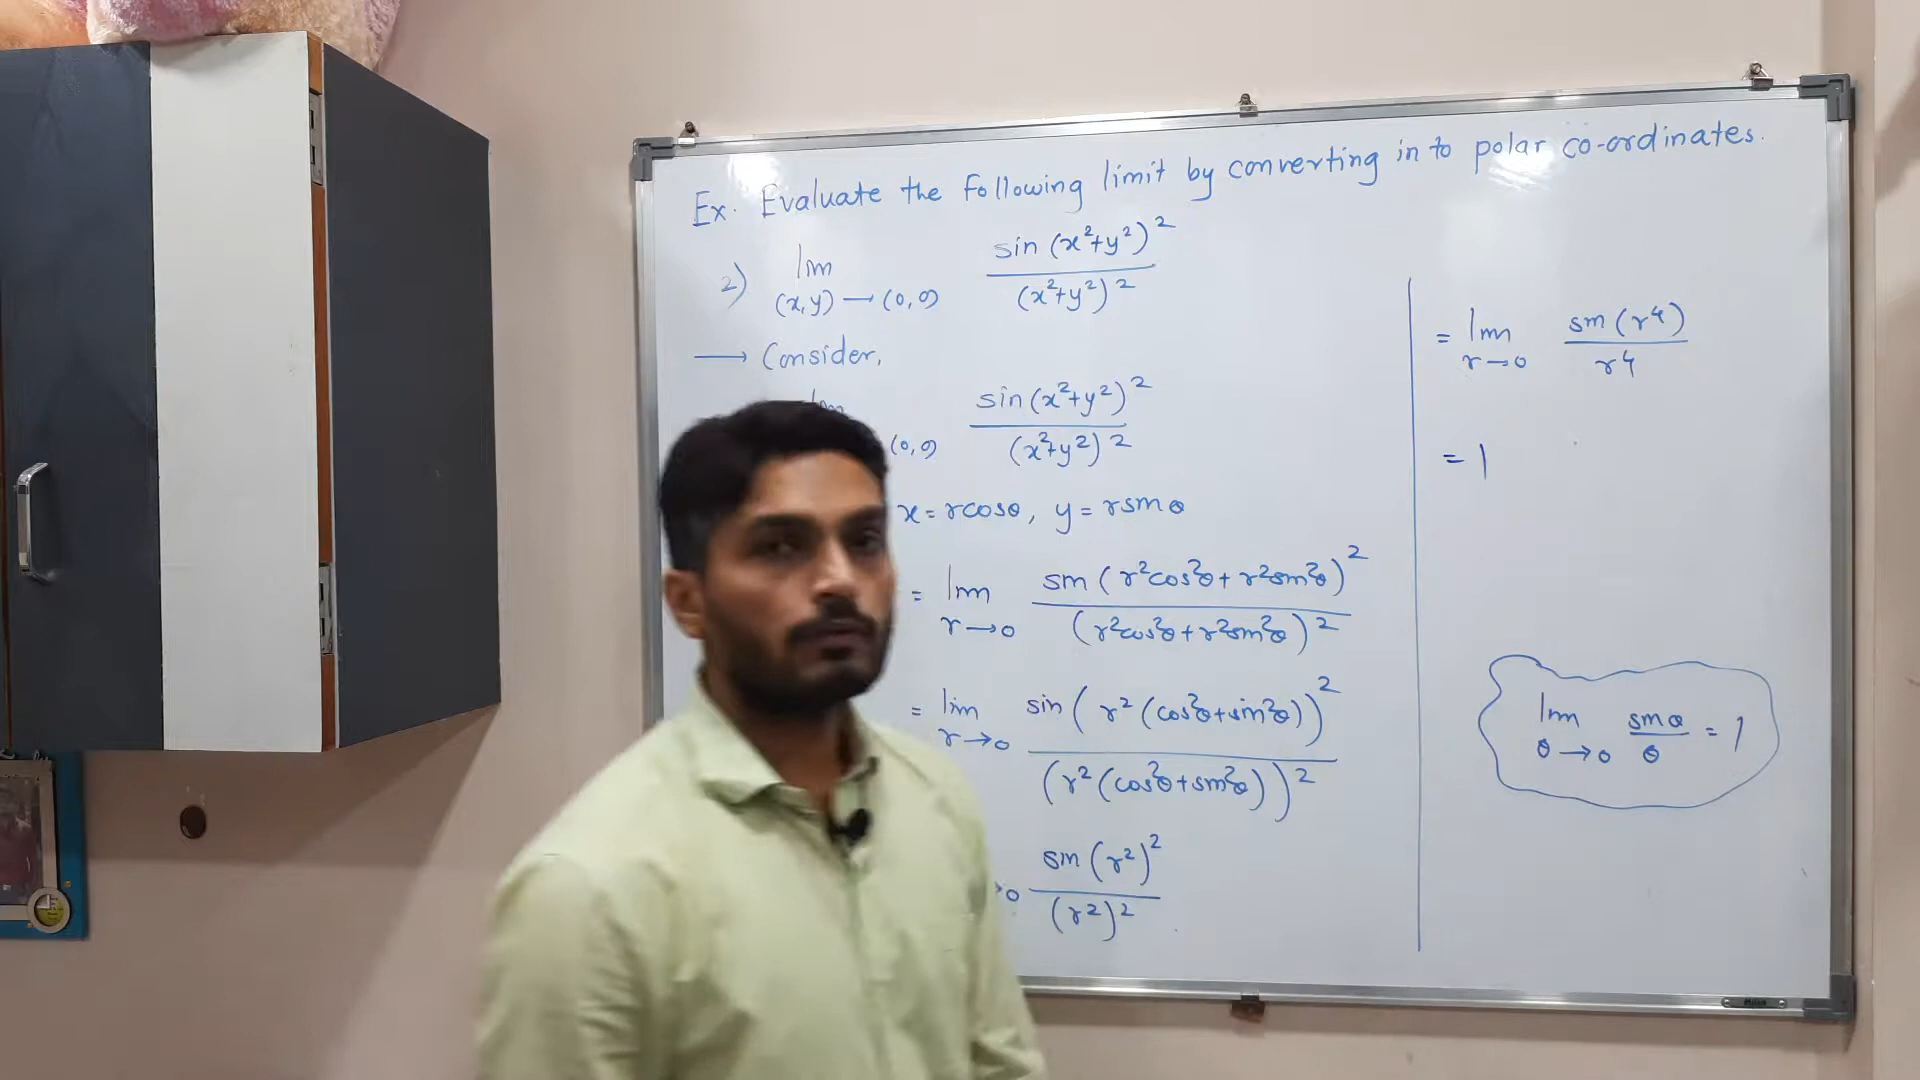 Ex. Evaluate the following limit by converting in to polar co-ordinates.
2) lim (x,y)→(0,0) sin (x²+y²)² / (x²+y²)²
→ Consider,
(0,0) sin (x²+y²)² / (x²+y²)²
x = rcosθ, y = rsinθ
= lim r→0 sin (r²cos²θ + r²sin²θ)² / (r²cos²θ + r²sin²θ)²
= lim r→0 sin (r² (cos²θ+sin²θ))² / (r² (cos²θ+sin²θ))²
→0 sin (r²)² / (r²)²
= lim r→0 sin (r⁴) / r⁴
= 1
lim θ→0 sinθ / θ = 1